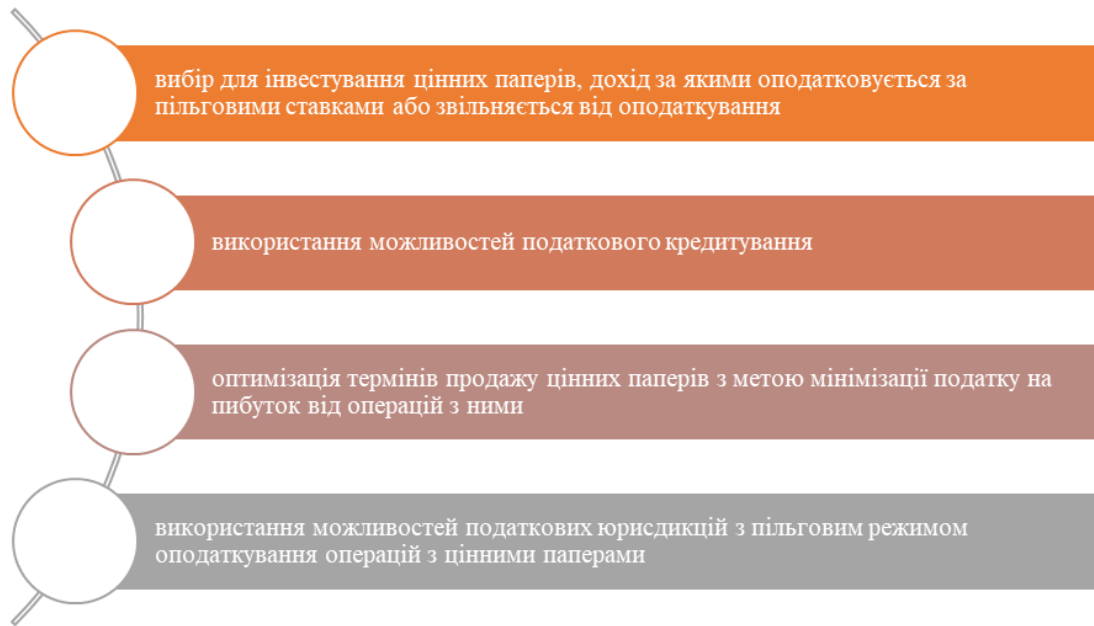 вибір для інвестування цінних паперів, дохід за якими оподатковується за
пільговими ставками або звільняється від оподаткування
використання можливостей податкового кредитування
оптимізація термінів продажу цінних паперів з метою мінімізації податку на
пибуток від операцій з ними
використання можливостей податкових юрисдикцій з пільговим режимом
оподаткування операцій з цінними паперами